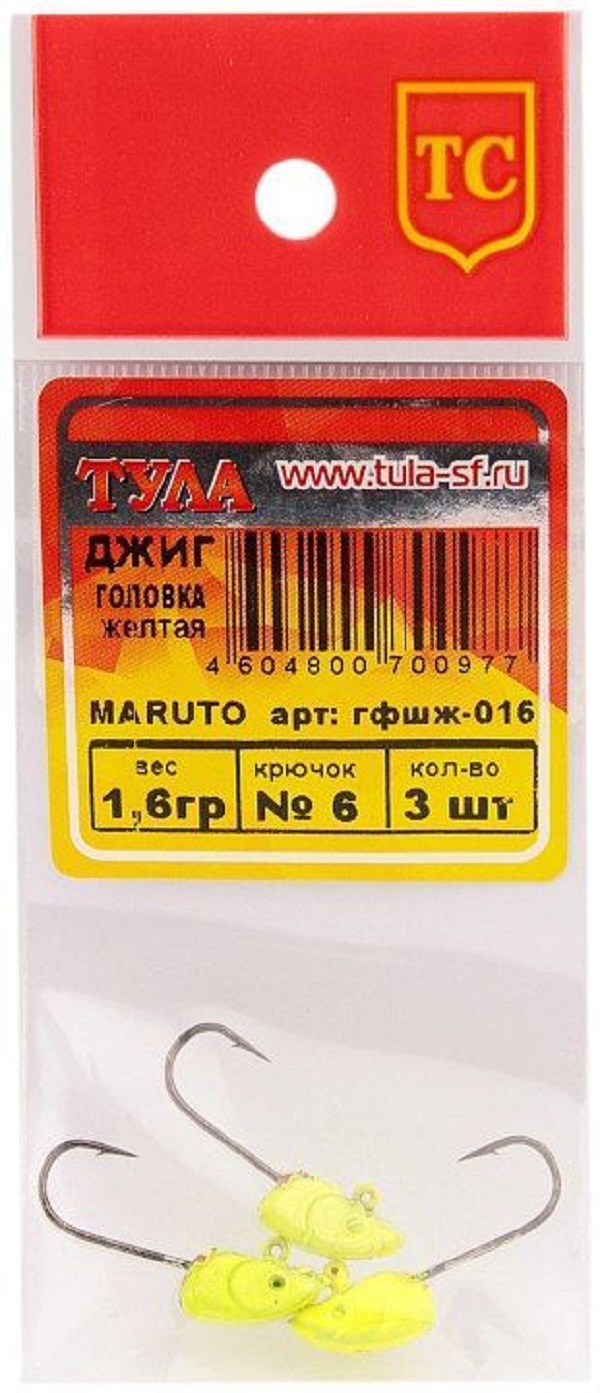 ТС
ТУЛА www.tula-sf.ru
ДЖИГ
ГОЛОВКА
желтая
4 604800 700977
MARUTO арт: гфшж-016
вес крючок кол-во
1,6гр № 6 3 шт